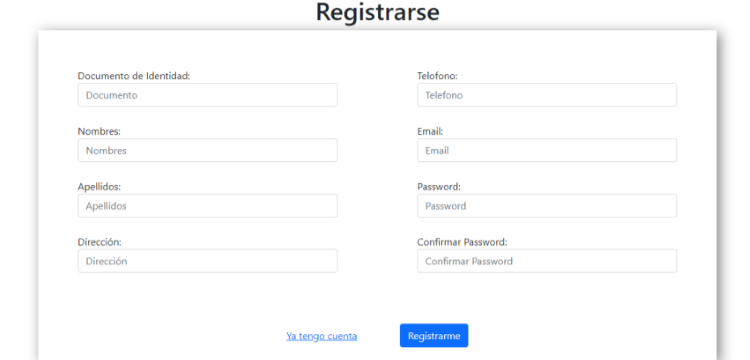 Registrarse
Documento de Identidad:
Documento
Telofono:
Telefono
Nombres:
Nombres
Email:
Email
Apellidos:
Apellidos
Password:
Password
Dirección:
Dirección
Confirmar Password:
Confirmar Password
Ya tengo cuenta
Registrarme